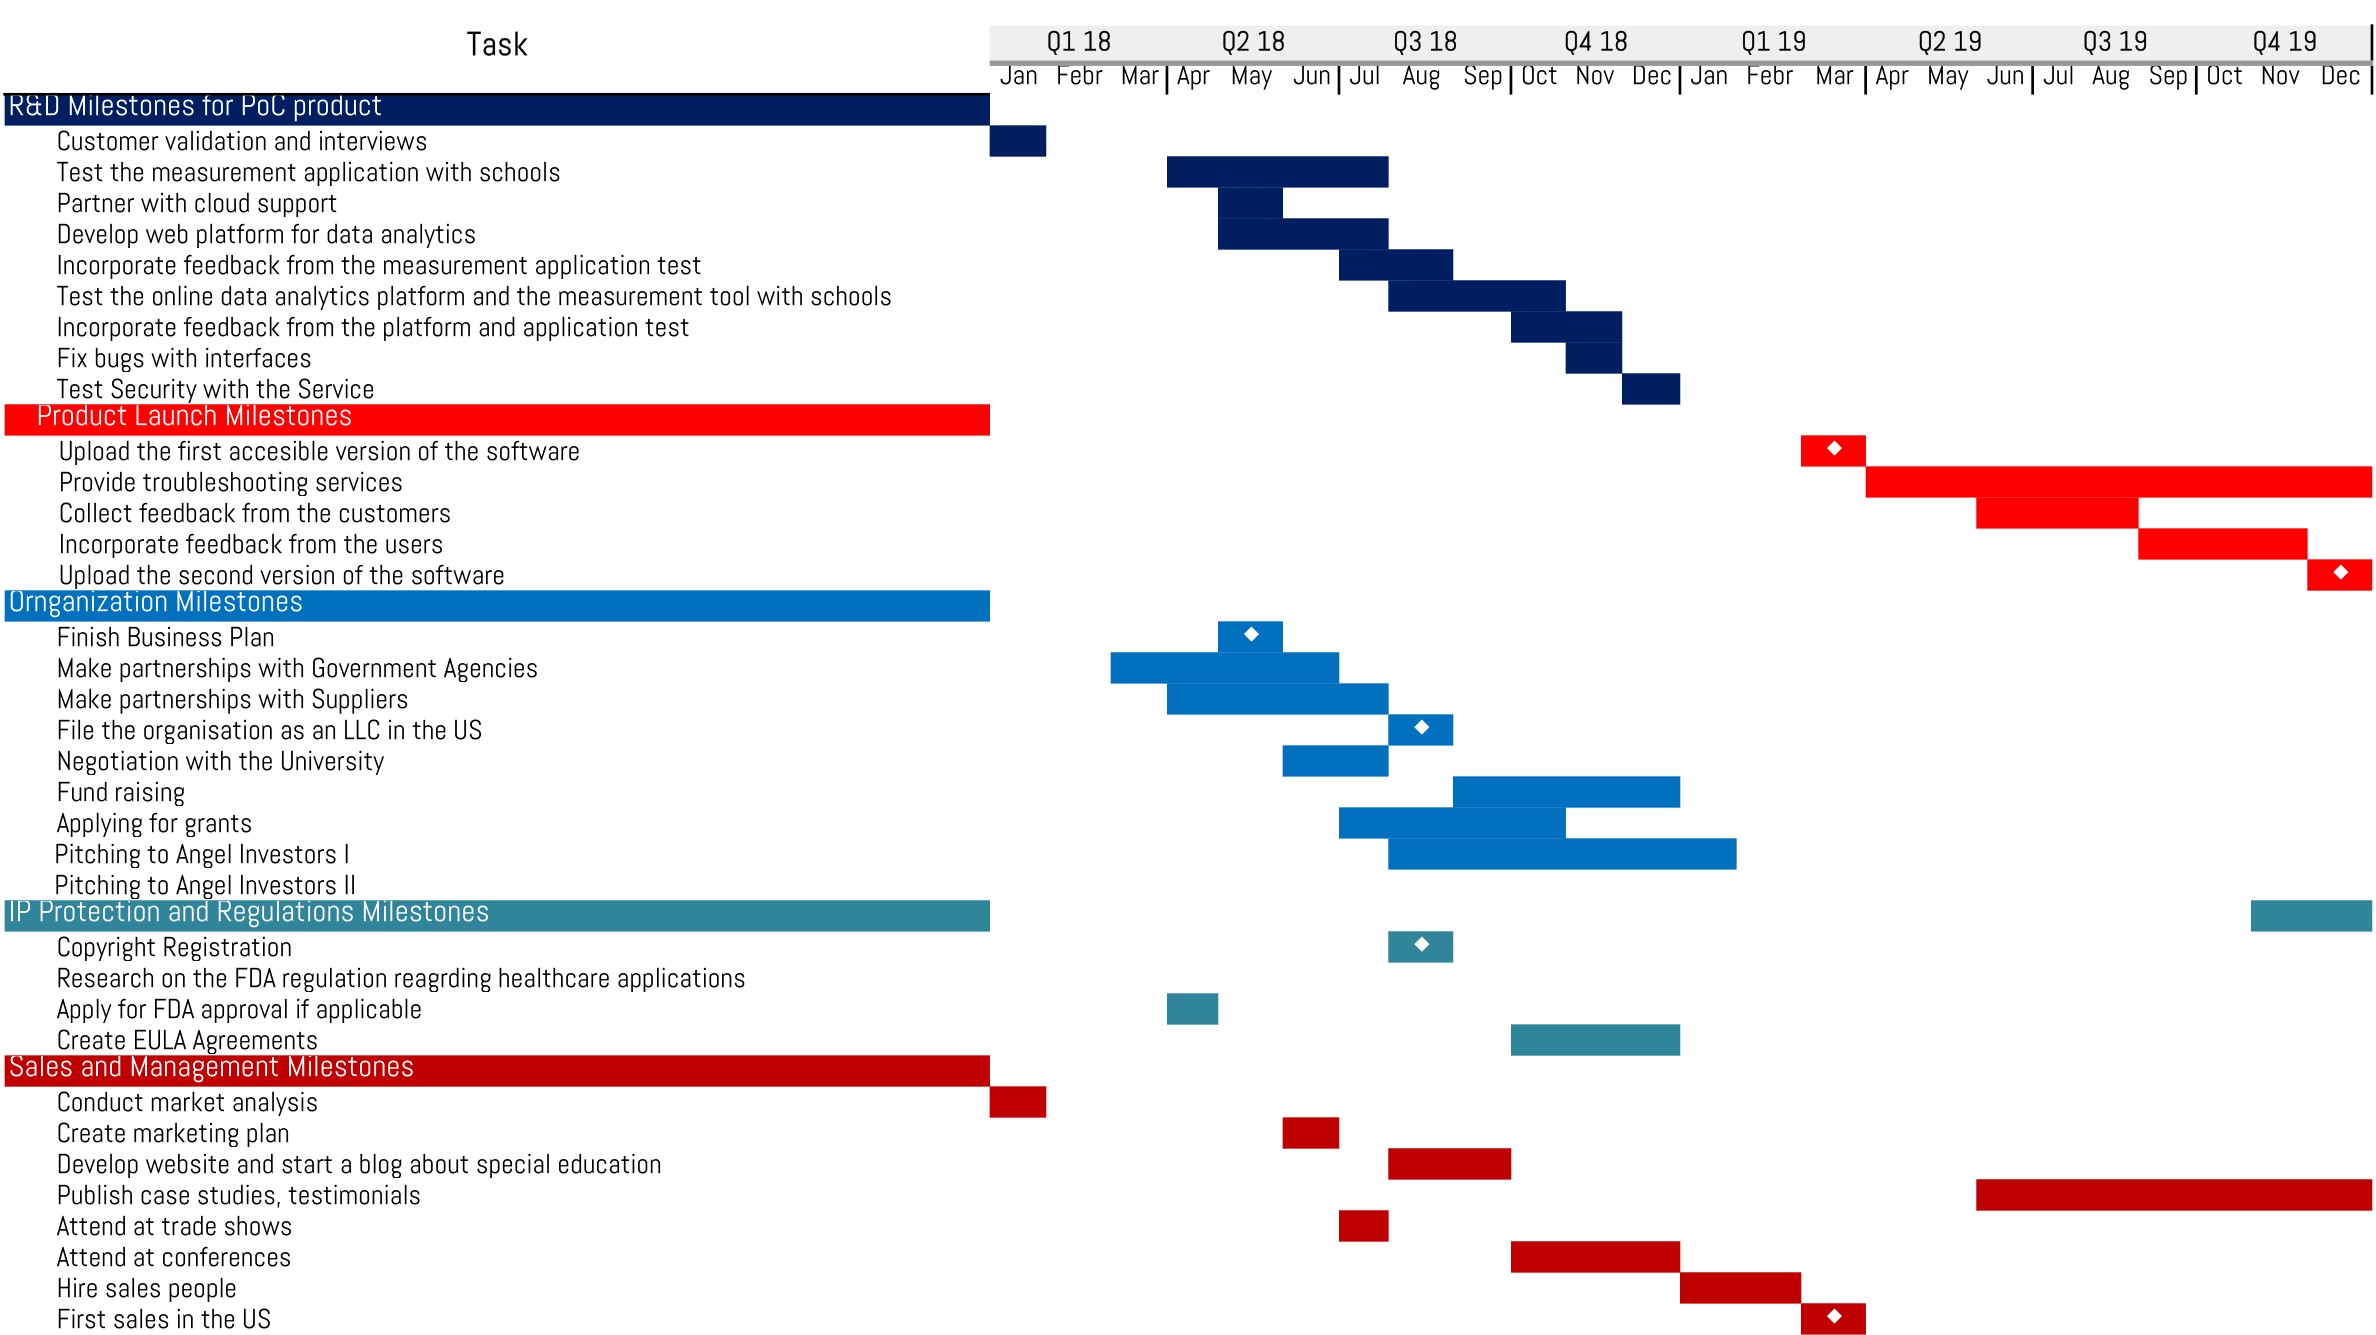 Task Q1 18 Q2 18 Q3 18 Q4 18 Q1 19 Q2 19 Q3 19 Q4 19
Jan Febr Mar Apr May Jun Jul Aug Sep Oct Nov Dec Jan Febr Mar Apr May Jun Jul Aug Sep Oct Nov Dec
R&D Milestones for PoC product
Customer validation and interviews
Test the measurement application with schools
Partner with cloud support
Develop web platform for data analytics
Incorporate feedback from the measurement application test
Test the online data analytics platform and the measurement tool with schools
Incorporate feedback from the platform and application test
Fix bugs with interfaces
Test Security with the Service
Product Launch Milestones
Upload the first accesible version of the software
Provide troubleshooting services
Collect feedback from the customers
Incorporate feedback from the users
Upload the second version of the software
Ornganization Milestones
Finish Business Plan
Make partnerships with Government Agencies
Make partnerships with Suppliers
File the organisation as an LLC in the US
Negotiation with the University
Fund raising
Applying for grants
Pitching to Angel Investors I
Pitching to Angel Investors II
IP Protection and Regulations Milestones
Copyright Registration
Research on the FDA regulation reagrding healthcare applications
Apply for FDA approval if applicable
Create EULA Agreements
Sales and Management Milestones
Conduct market analysis
Create marketing plan
Develop website and start a blog about special education
Publish case studies, testimonials
Attend at trade shows
Attend at conferences
Hire sales people
First sales in the US